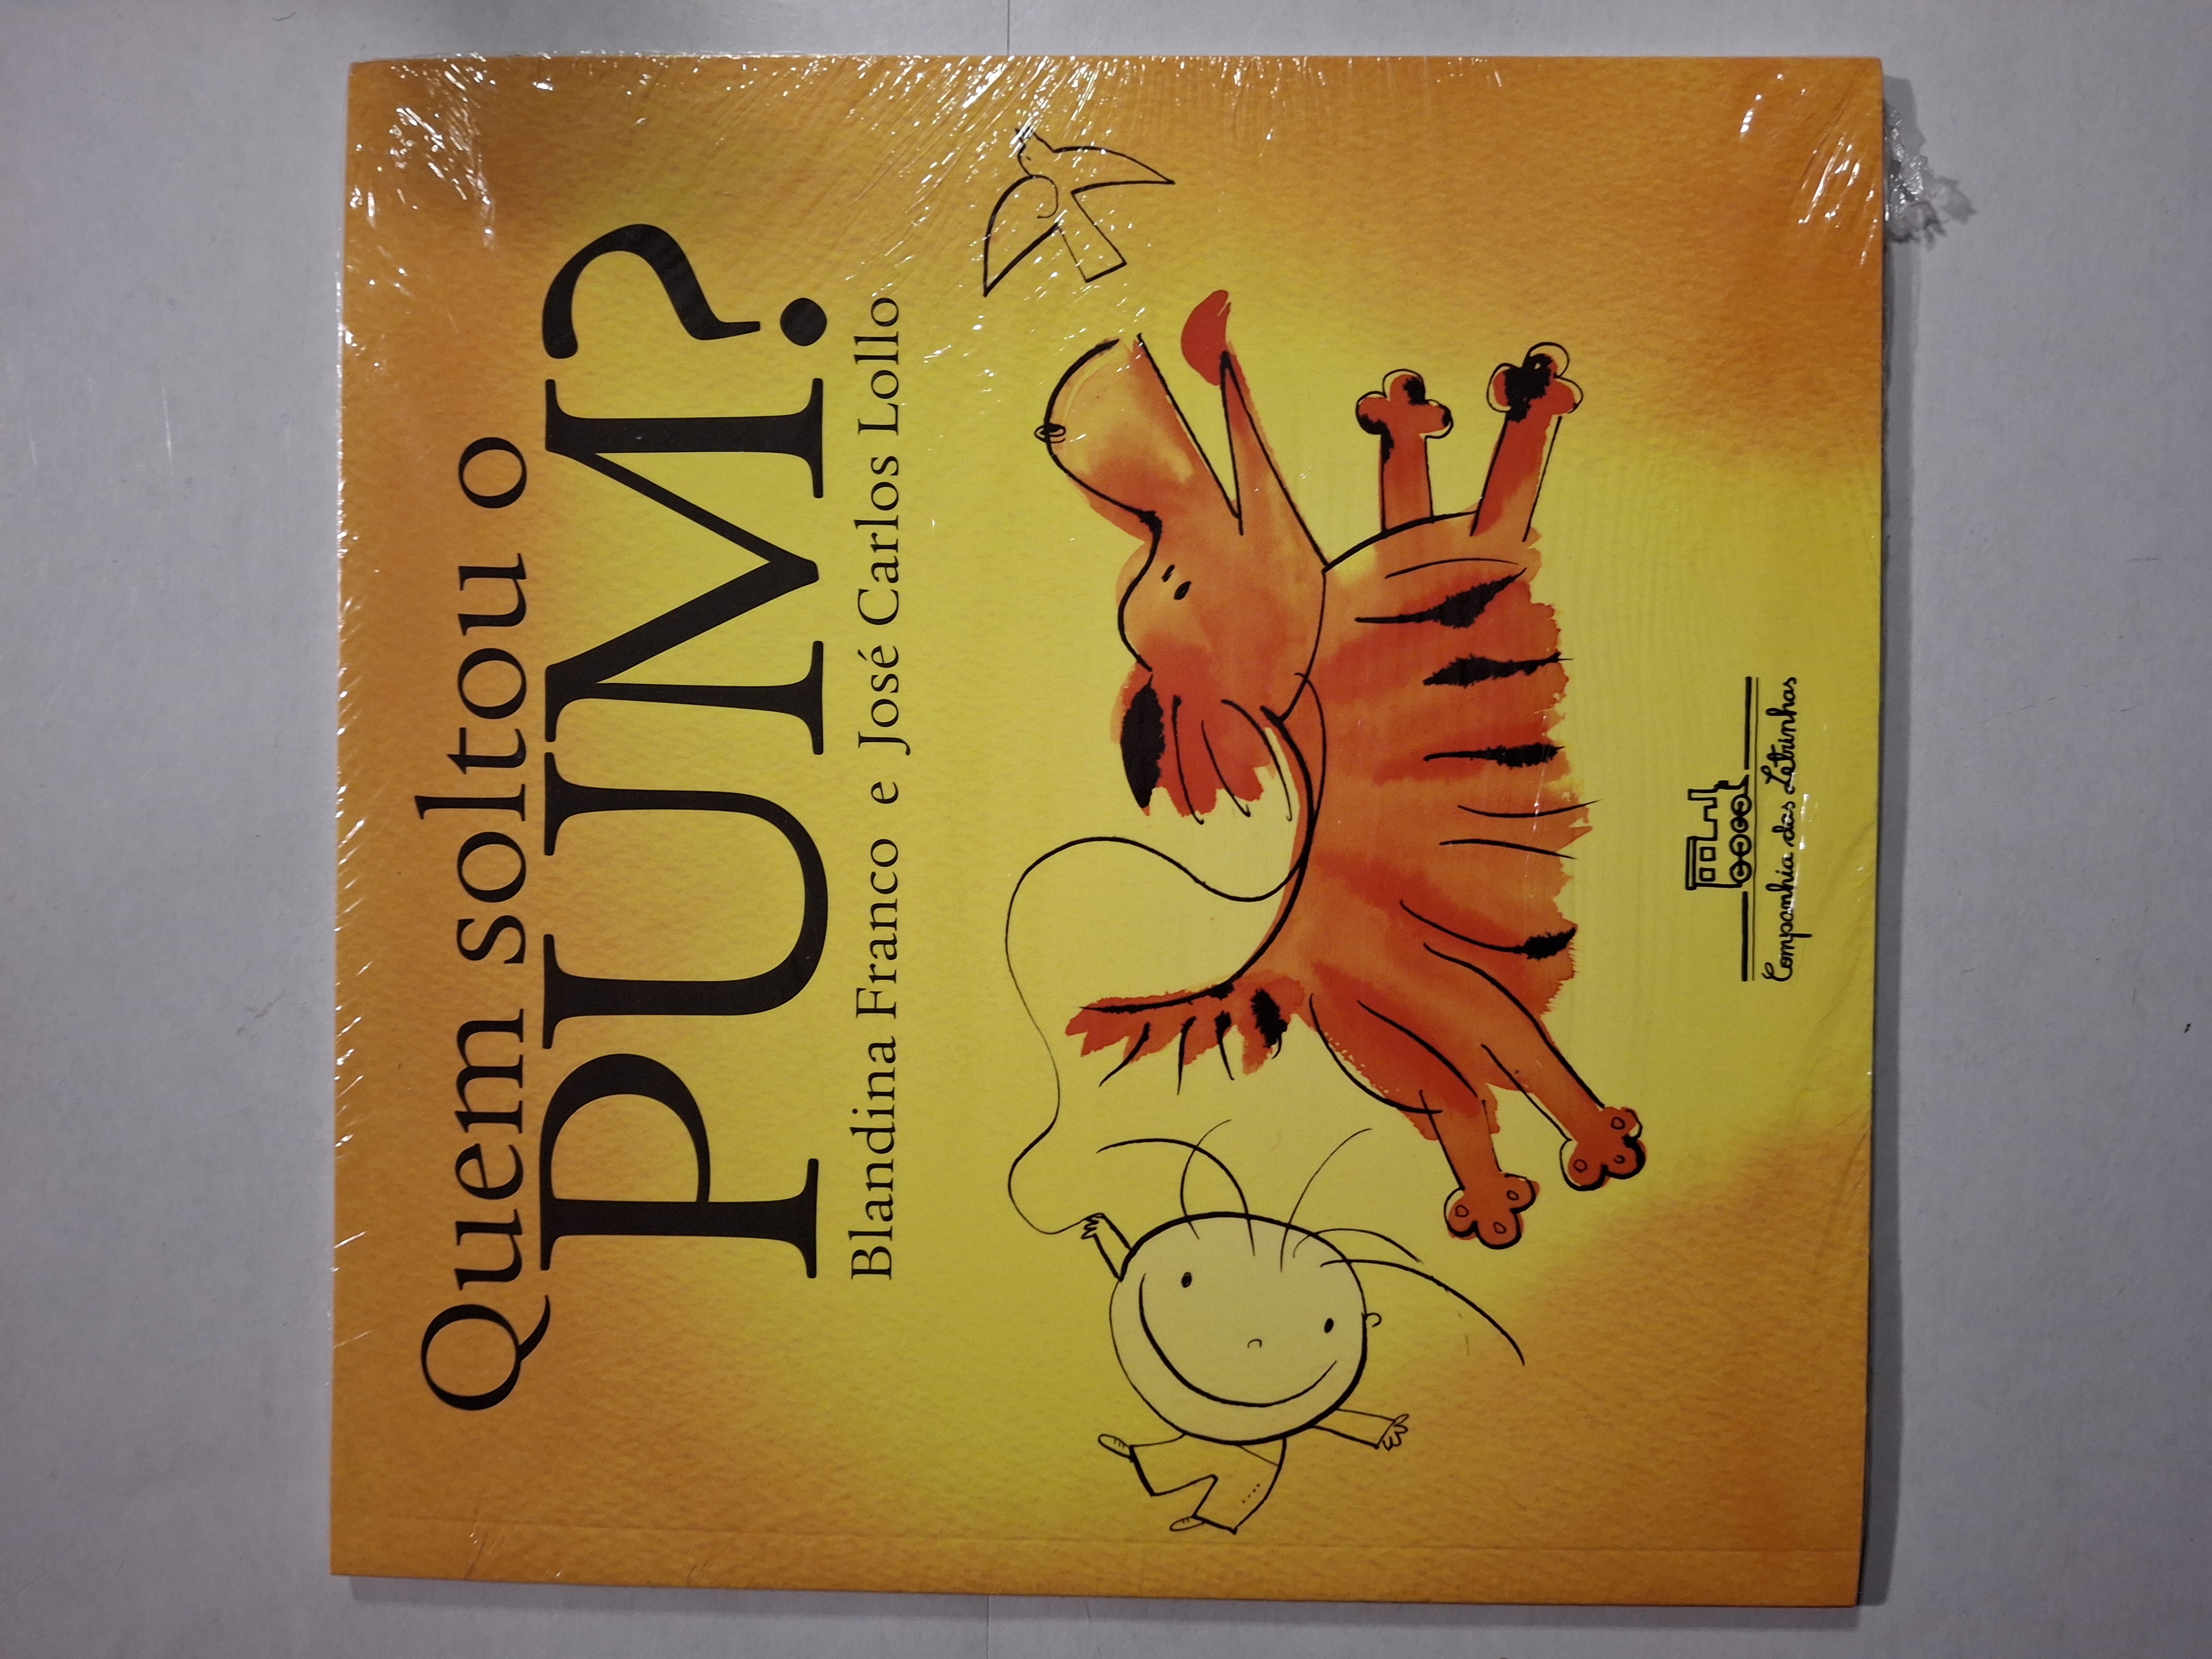 Quem soltou o
PUM?
Blandina Franco e José Carlos Lollo
Companhia das Letrinhas